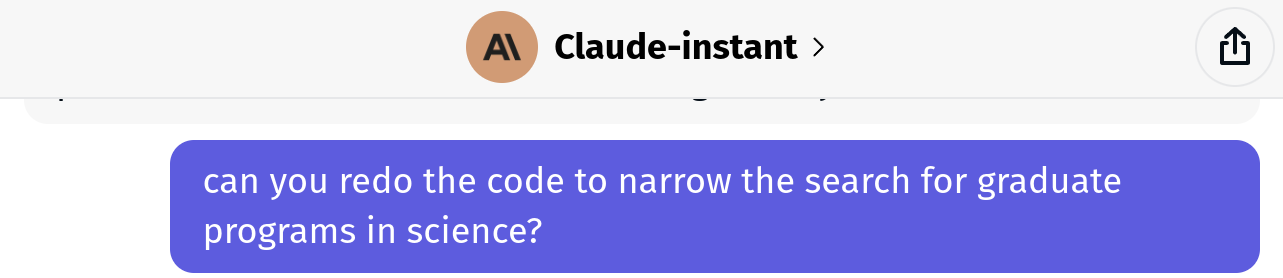 Claude-instant
can you redo the code to narrow the search for graduate
programs in science?